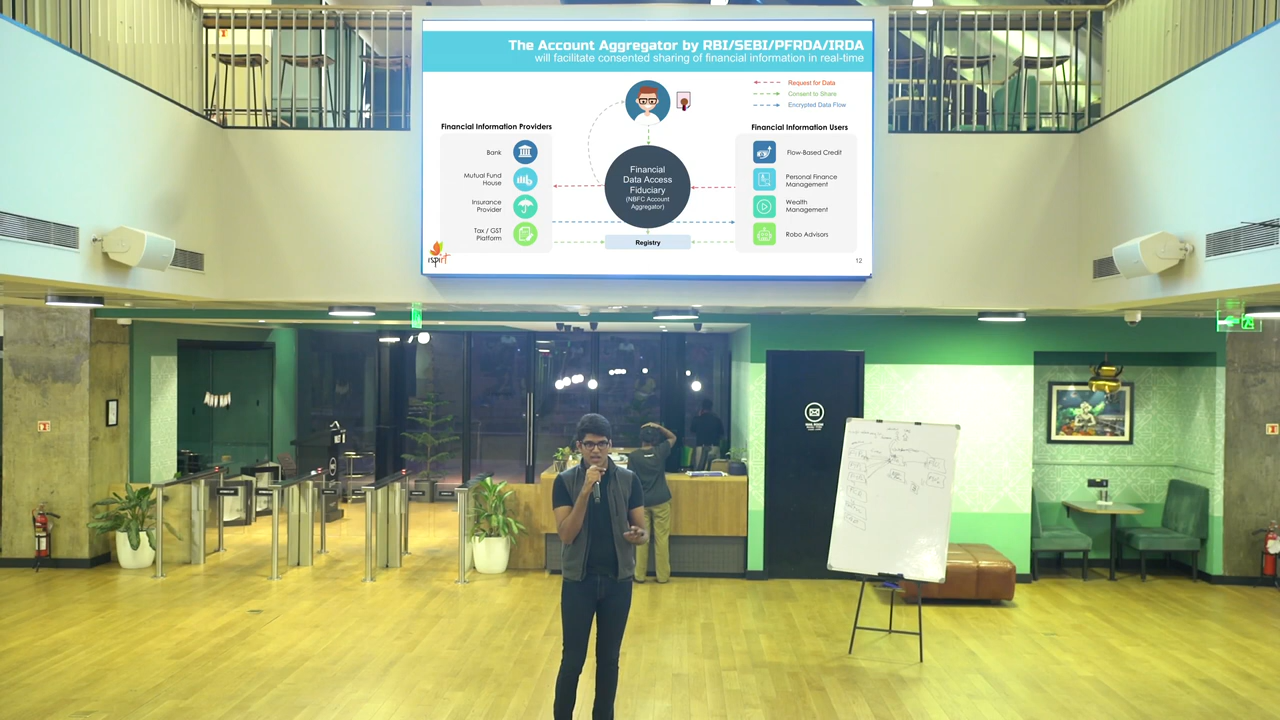 The Account Aggregator by RBI/SEBI/PFRDA/IRDA
will facilitate consented sharing of financial information in real-time
Request for Data
Consent to Share
Encrypted Data Flow
Financial Information Providers
Bank
Mutual Fund
House
Insurance
Provider
Tax / GST
Platform
Financial
Data Access
Fiduciary
(NBFC Account
Aggregator)
Registry
Financial Information Users
Flow-Based Credit
Personal Finance
Management
Wealth
Management
Robo Advisors
ispirt
12